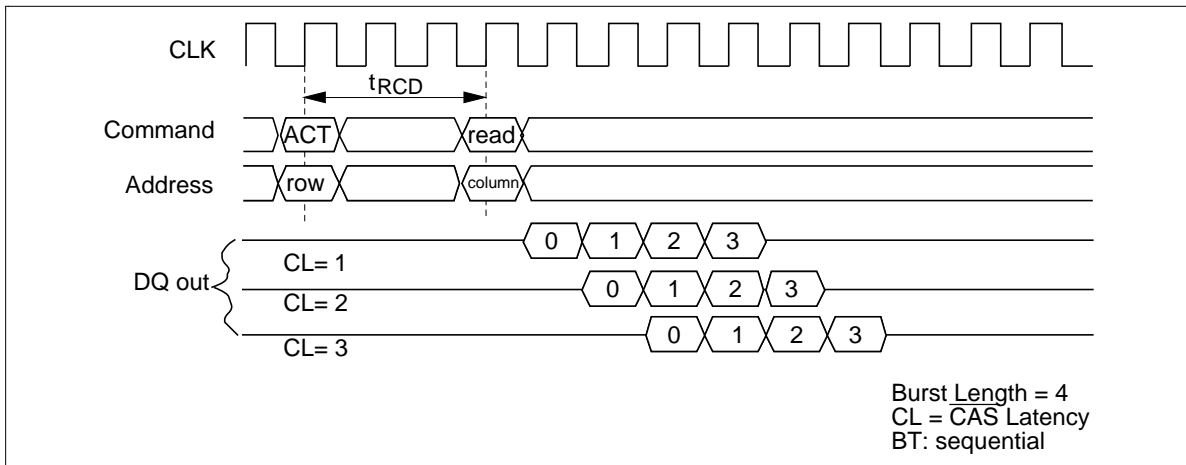 CLK
tRCD
Command ACT read
Address row column
0 1 2 3
CL= 1
DQ out
0 1 2 3
CL= 2
0 1 2 3
CL= 3
Burst Length = 4
CL = CAS Latency
BT: sequential